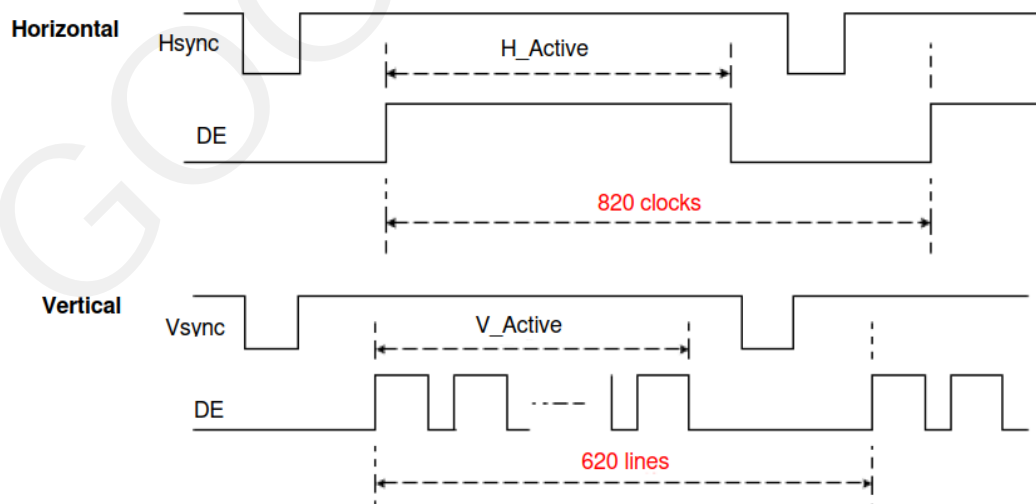 Horizontal
Hsync
H_Active
DE
820 clocks
Vertical
Vsync
V_Active
DE
620 lines